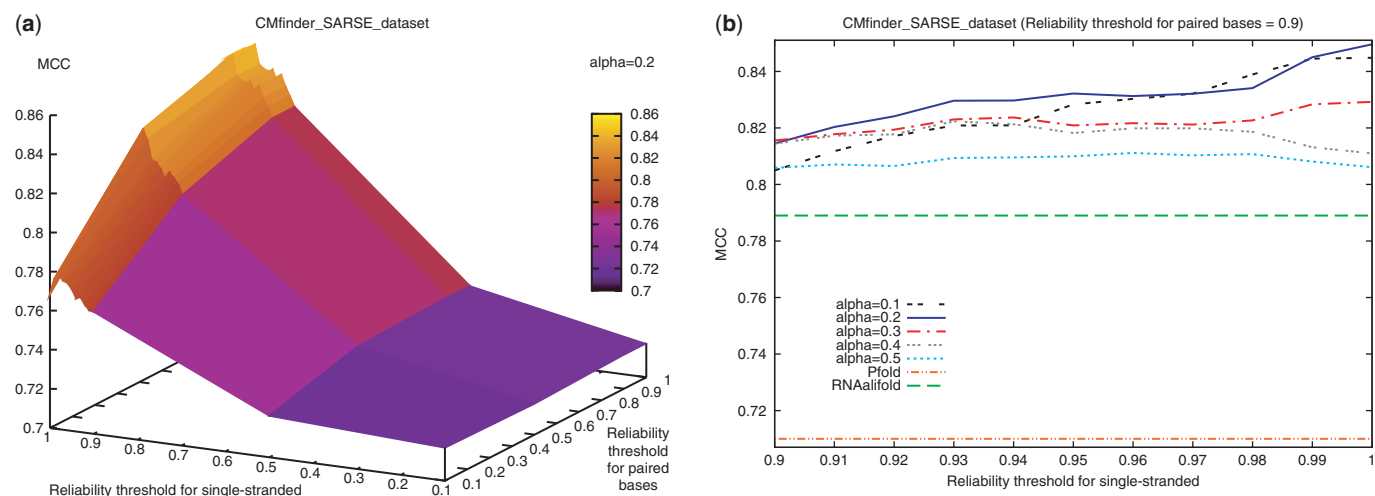 (a)
CMfinder_SARSE_dataset
MCC
alpha=0.2
0.86
0.84
0.82
0.8
0.78
0.76
0.74
0.72
0.7
0.86
0.84
0.82
0.8
0.78
0.76
0.74
0.72
0.7
1
0.9
0.8
0.7
0.6
0.5
0.4
0.3
0.2
0.1
Reliability threshold for single-stranded
0.1
0.2
0.3
0.4
0.5
0.6
0.7
0.8
0.9
1
Reliability
threshold
for paired
bases
(b)
CMfinder_SARSE_dataset (Reliability threshold for paired bases = 0.9)
MCC
0.84
0.82
0.8
0.78
0.76
0.74
0.72
alpha=0.1
alpha=0.2
alpha=0.3
alpha=0.4
alpha=0.5
Pfold
RNAalifold
0.9 0.91 0.92 0.93 0.94 0.95 0.96 0.97 0.98 0.99 1
Reliability threshold for single-stranded